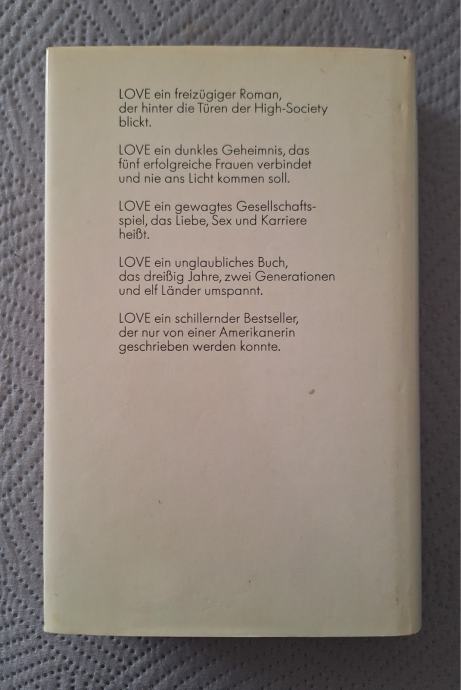 LOVE ein freizügiger Roman,
der hinter die Türen der High-Society
blickt.
LOVE ein dunkles Geheimnis, das
fünf erfolgreiche Frauen verbindet
und nie ans Licht kommen soll.
LOVE ein gewagtes Gesellschafts-
spiel, das Liebe, Sex und Karriere
heißt.
LOVE ein unglaubliches Buch,
das dreißig Jahre, zwei Generationen
und elf Länder umspannt.
LOVE ein schillernder Bestseller,
der nur von einer Amerikanerin
geschrieben werden konnte.